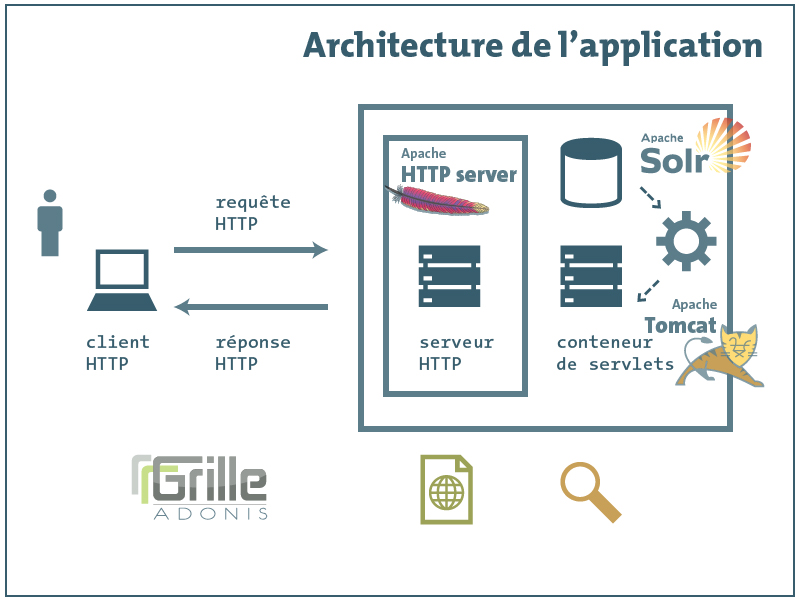 Architecture de l'application
Apache
HTTP server
Apache
Solr
requête
HTTP
Apache
Tomcat
client
HTTP
réponse
HTTP
serveur
HTTP
conteneur
de servlets
Grille
ADONIS